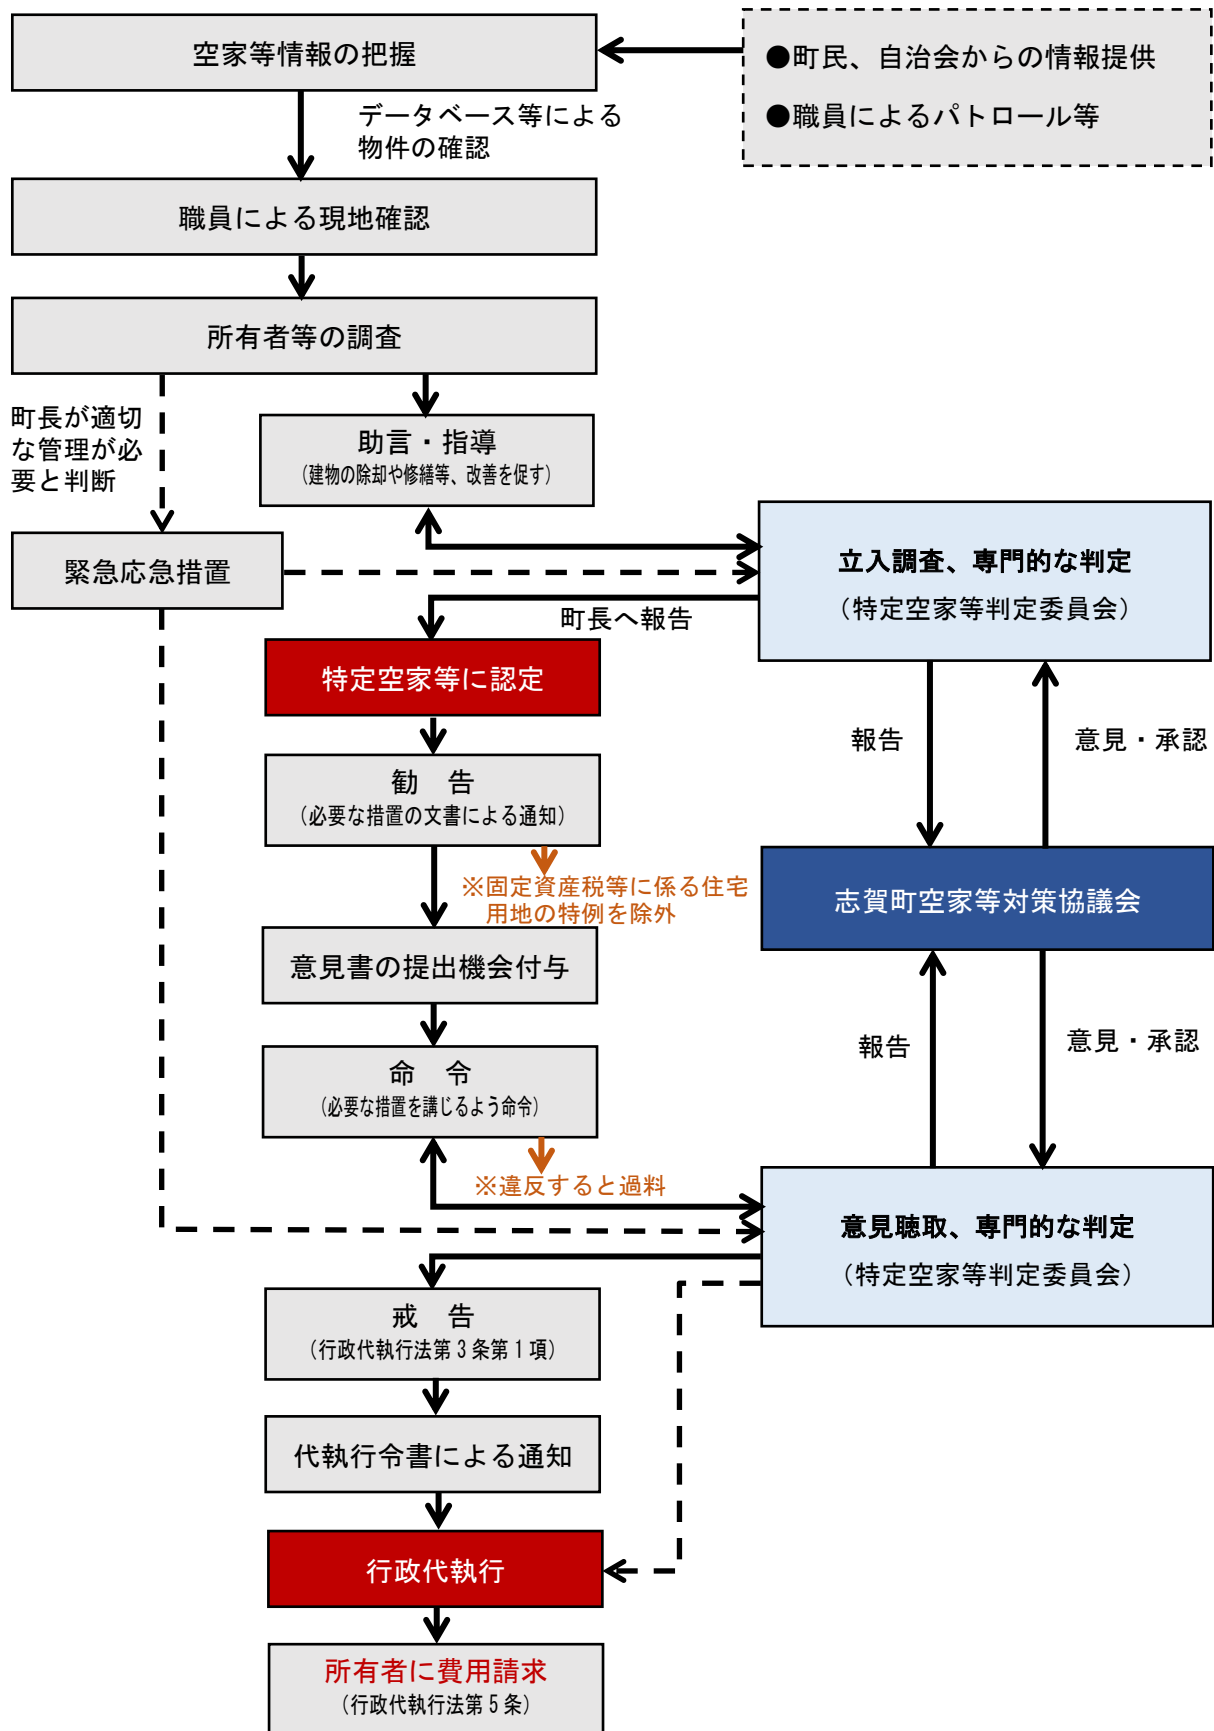 空家等情報の把握
●町民、自治会からの情報提供
●職員によるパトロール等
データベース等による
物件の確認
職員による現地確認
所有者等の調査
町長が適切
な管理が必
要と判断
助言・指導
（建物の除却や修繕等、改善を促す）
緊急応急措置
立入調査、専門的な判定
（特定空家等判定委員会）
町長へ報告
特定空家等に認定
報告
意見・承認
勧　告
（必要な措置の文書による通知）
※固定資産税等に係る住宅
用地の特例を除外
志賀町空家等対策協議会
意見書の提出機会付与
報告
意見・承認
命　令
（必要な措置を講じるよう命令）
※違反すると過料
意見聴取、専門的な判定
（特定空家等判定委員会）
戒　告
（行政代執行法第３条第１項）
代執行令書による通知
行政代執行
所有者に費用請求
（行政代執行法第５条）